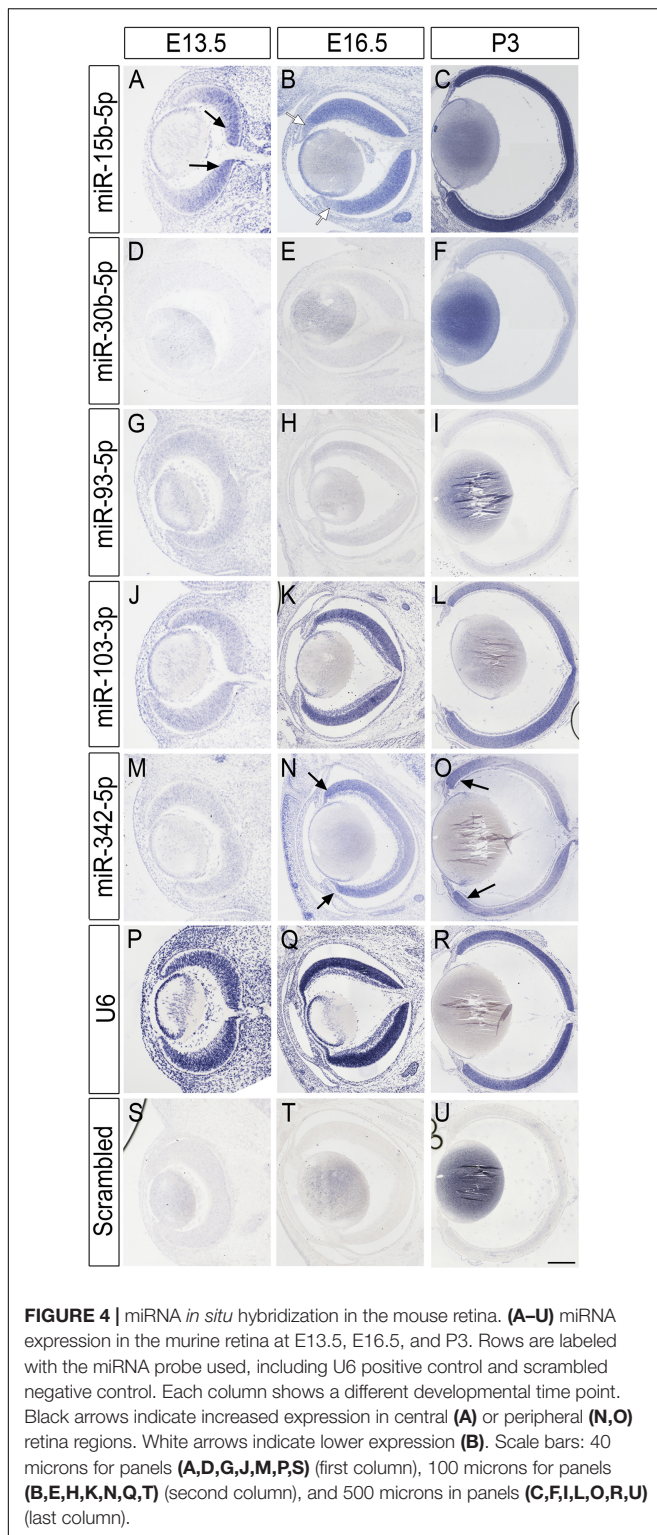 E13.5 E16.5 P3
miR-15b-5p
A B C
miR-30b-5p
D E F
miR-93-5p
G H I
miR-103-3p
J K L
miR-342-5p
M N O
U6
P Q R
Scrambled
S T U
FIGURE 4 | miRNA in situ hybridization in the mouse retina. (A–U) miRNA
expression in the murine retina at E13.5, E16.5, and P3. Rows are labeled
with the miRNA probe used, including U6 positive control and scrambled
negative control. Each column shows a different developmental time point.
Black arrows indicate increased expression in central (A) or peripheral (N,O)
retina regions. White arrows indicate lower expression (B). Scale bars: 40
microns for panels (A,D,G,J,M,P,S) (first column), 100 microns for panels
(B,E,H,K,N,Q,T) (second column), and 500 microns in panels (C,F,I,L,O,R,U)
(last column).